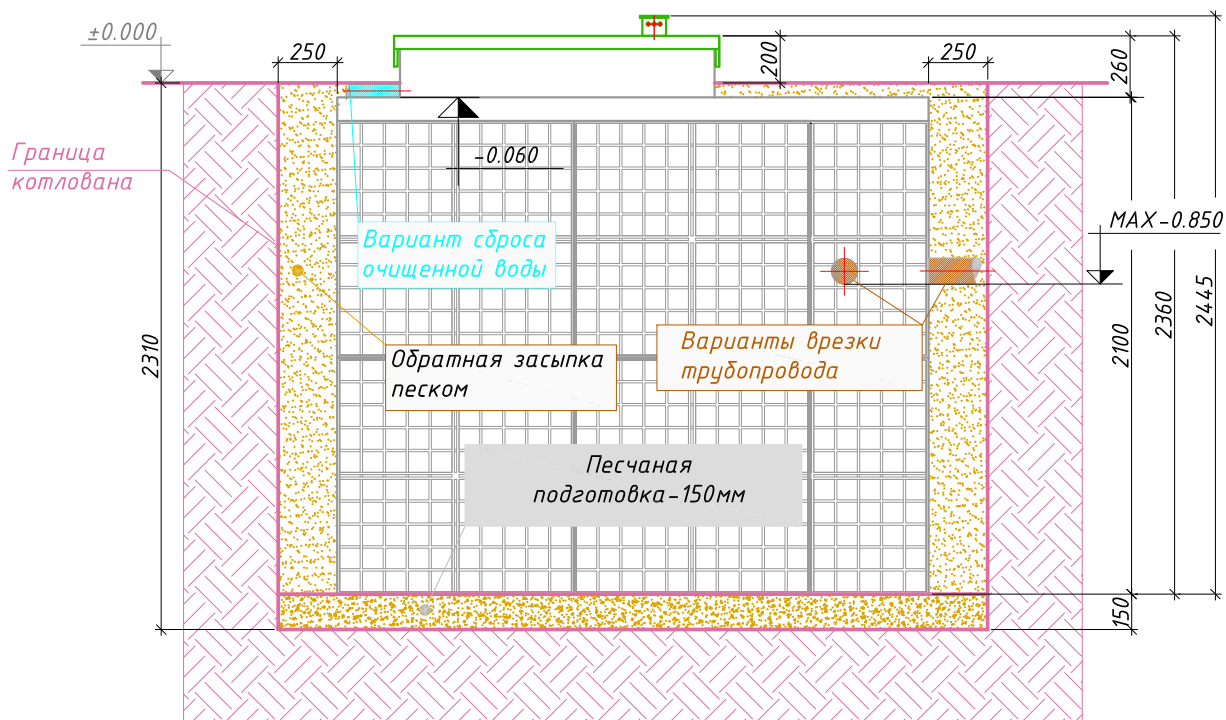 ±0.000
250
200
250
260
-0.060
Граница
котлована
MAX-0.850
Вариант сброса
очищенной воды
2310
2100
2360
2445
Обратная засыпка
песком
Варианты врезки
трубопровода
Песчаная
подготовка-150мм
150